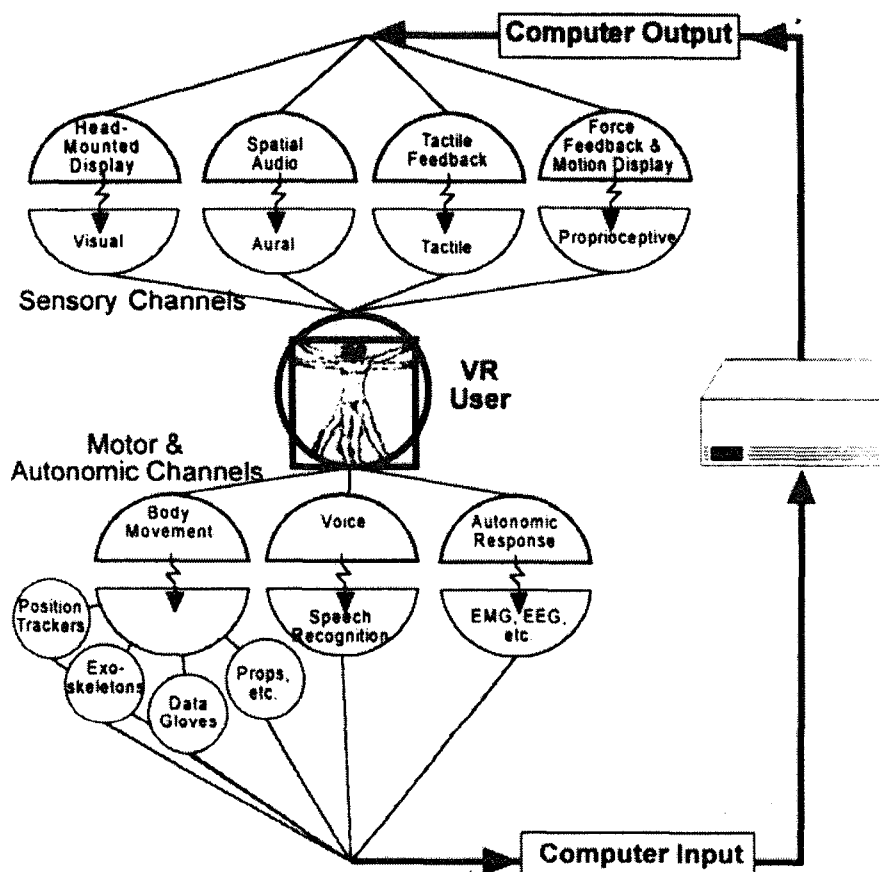 Computer Output
Head-
Mounted
Display
Spatial
Audio
Tactile
Feedback
Force
Feedback &
Motion Display
Visual
Aural
Tactile
Proprioceptive
Sensory Channels
VR
User
Motor &
Autonomic Channels
Body
Movement
Voice
Autonomic
Response
Position
Trackers
Speech
Recognition
EMG, EEG,
etc.
Exo-
skeletons
Data
Gloves
Props,
etc.
Computer Input